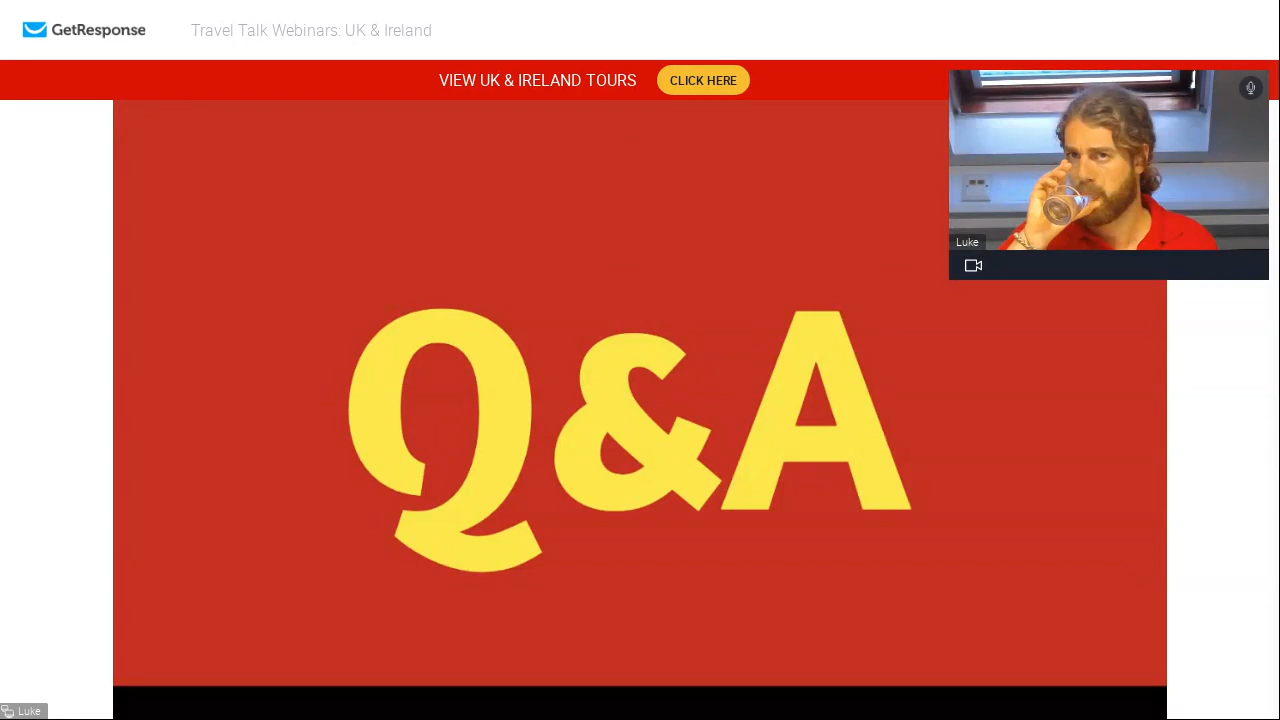 GetResponse
Travel Talk Webinars: UK & Ireland
VIEW UK & IRELAND TOURS
CLICK HERE
Luke
Q&A
Luke